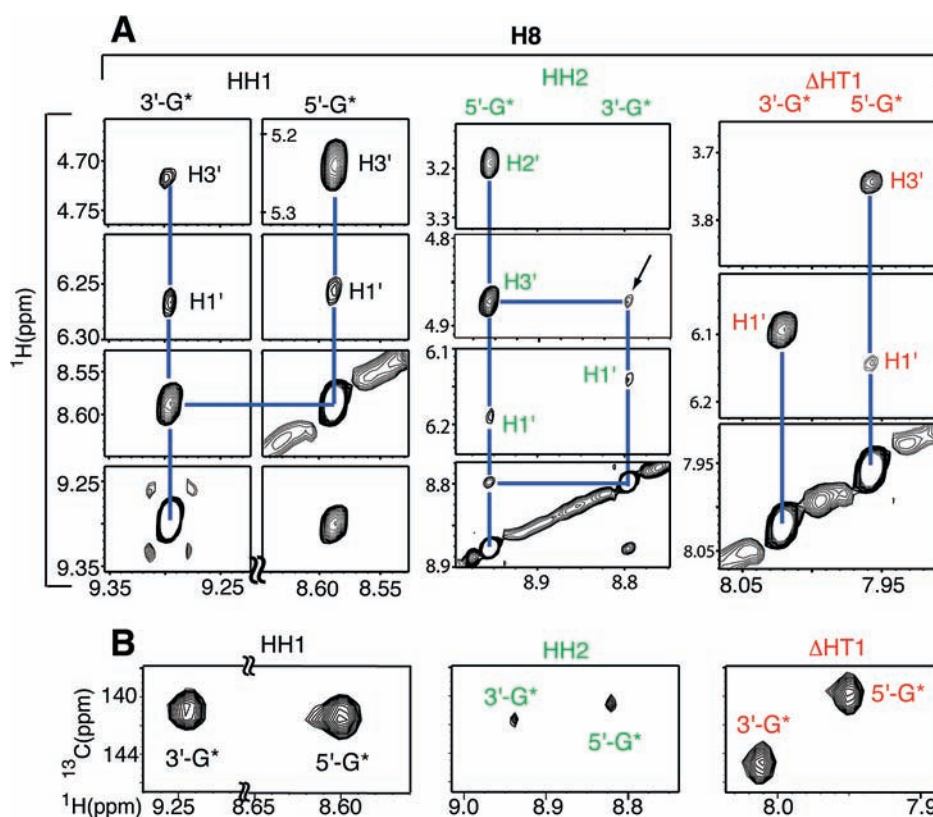 A
H8
HH1
HH2
ΔHT1
3'-G* 5'-G*
5'-G* 3'-G*
3'-G* 5'-G*
¹H(ppm)
4.70
4.75
H3'
5.2
5.3
H3'
6.25
6.30
H1'
H1'
8.55
8.60
9.25
9.35
9.35 9.25 8.60 8.55
3.2
3.3
H2'
4.8
4.9
H3'
6.1
6.2
H1'
H1'
8.8
8.9
8.9 8.8
3.7
3.8
H3'
6.1
6.2
H1'
H1'
7.95
8.05
8.05 7.95
B
HH1
HH2
ΔHT1
¹³C(ppm)
140
144
3'-G* 5'-G*
¹H(ppm)
9.25 8.65 8.60
3'-G*
5'-G*
9.0 8.9 8.8
5'-G*
3'-G*
8.0 7.9